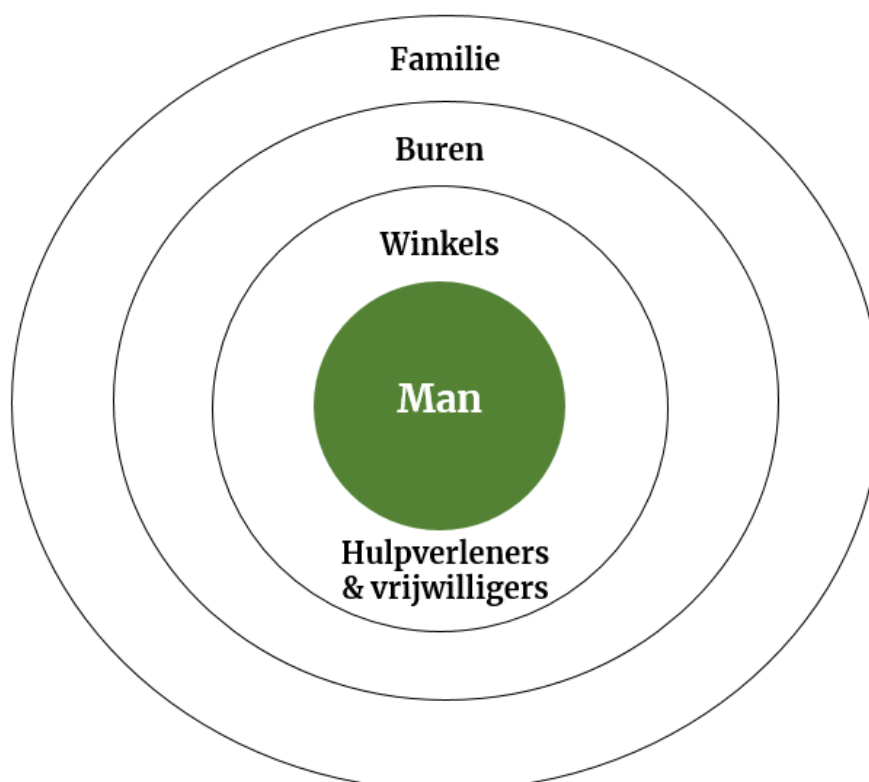 Familie
Buren
Winkels
Man
Hulpverleners
& vrijwilligers